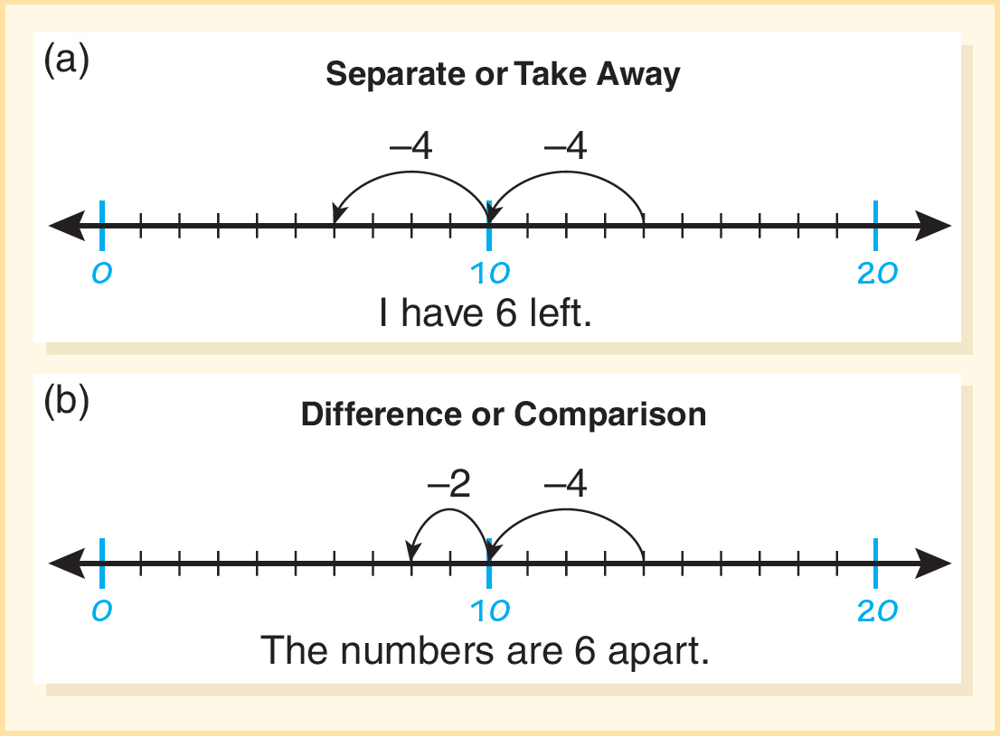 (a)
Separate or Take Away
–4 –4
0 10 20
I have 6 left.
(b)
Difference or Comparison
–2 –4
0 10 20
The numbers are 6 apart.